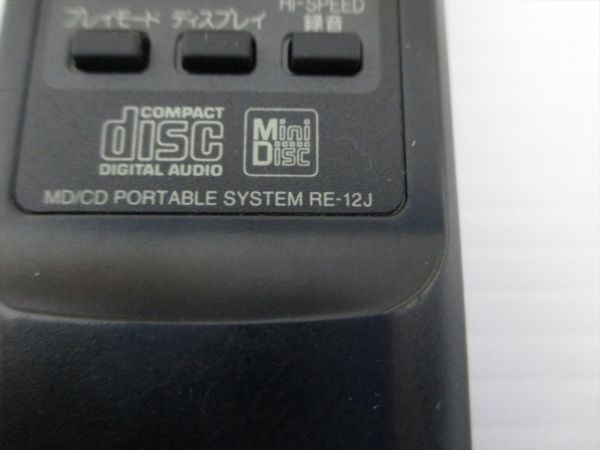 プレイモード ディスプレイ HI-SPEED
録音
COMPACT
disc
DIGITAL AUDIO
Mini
Disc
MD/CD PORTABLE SYSTEM RE-12J